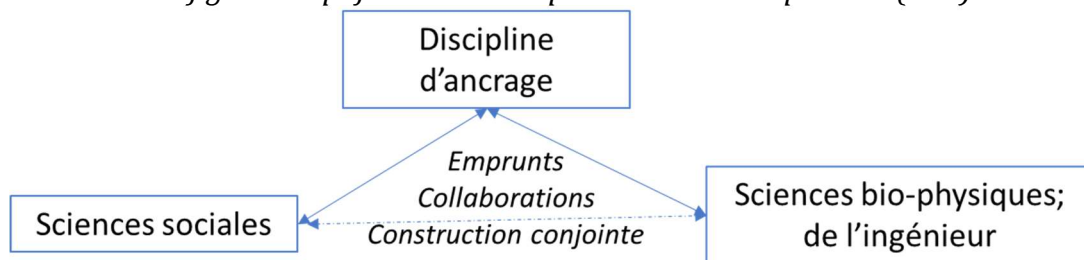 Discipline
d’ancrage
Emprunts
Collaborations
Construction conjointe
Sciences sociales
Sciences bio-physiques;
de l’ingénieur